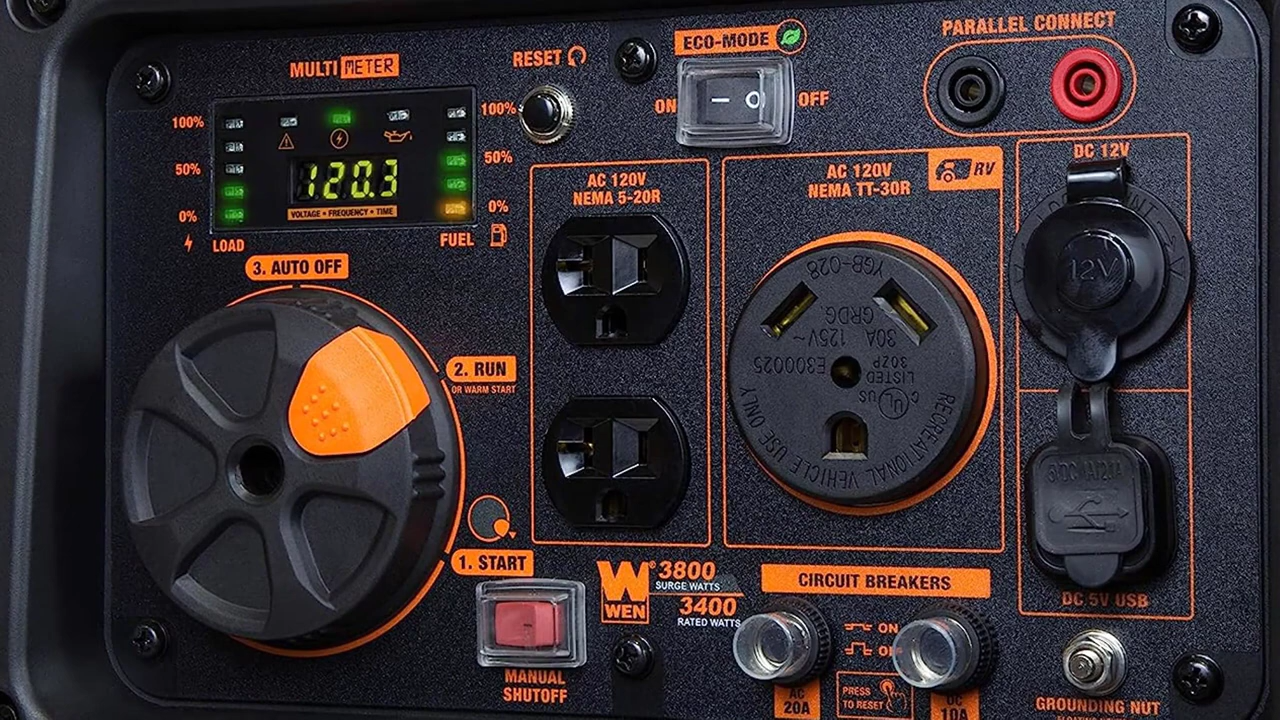 MULTI METER
RESET
ECO-MODE
ON
OFF
PARALLEL CONNECT
100%
50%
0%
100%
50%
0%
120.3
VOLTAGE • FREQUENCY • TIME
LOAD
FUEL
3. AUTO OFF
2. RUN
OR WARM START
1. START
MANUAL
SHUTOFF
AC 120V
NEMA 5-20R
AC 120V
NEMA TT-30R
RV
YGB-028
GRDG.
30A 125V~
E300025
LISTED
C UL US
RECREATIONAL VEHICLE USE ONLY
DC 12V
12V
DC 5V USB
WEN®
3800
SURGE WATTS
3400
RATED WATTS
CIRCUIT BREAKERS
ON
AC
20A
PRESS
TO RESET
DC
10A
GROUNDING NUT